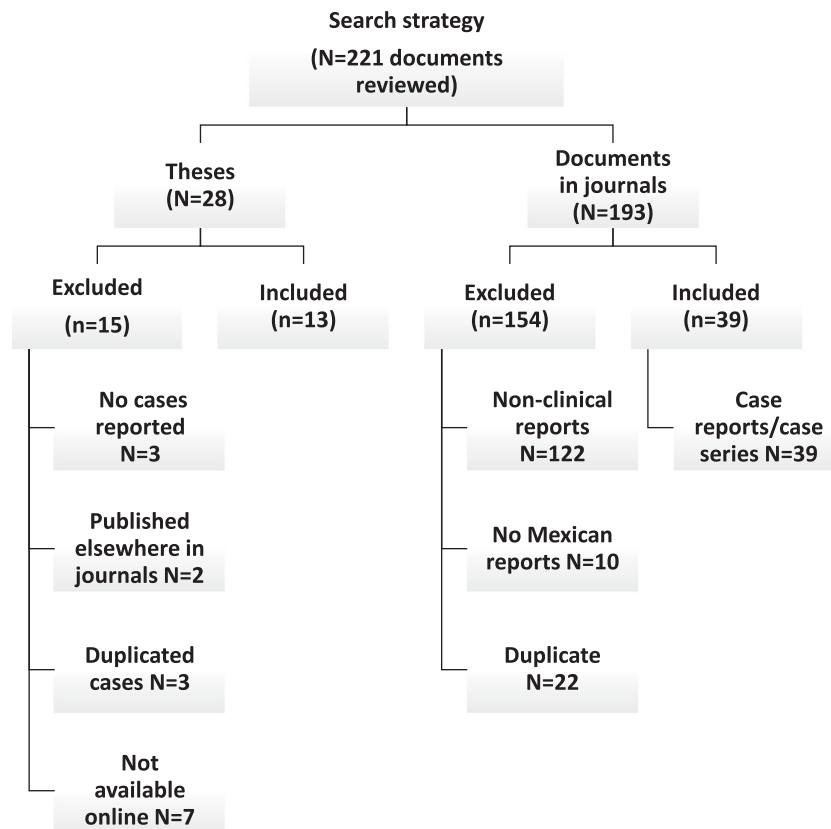 Search strategy
(N=221 documents
reviewed)
Theses
(N=28)
Documents
in journals
(N=193)
Excluded
(n=15)
Included
(n=13)
Excluded
(n=154)
Included
(n=39)
No cases
reported
N=3
Published
elsewhere in
journals N=2
Duplicated
cases N=3
Not
available
online N=7
Non-clinical
reports
N=122
No Mexican
reports N=10
Duplicate
N=22
Case
reports/case
series N=39